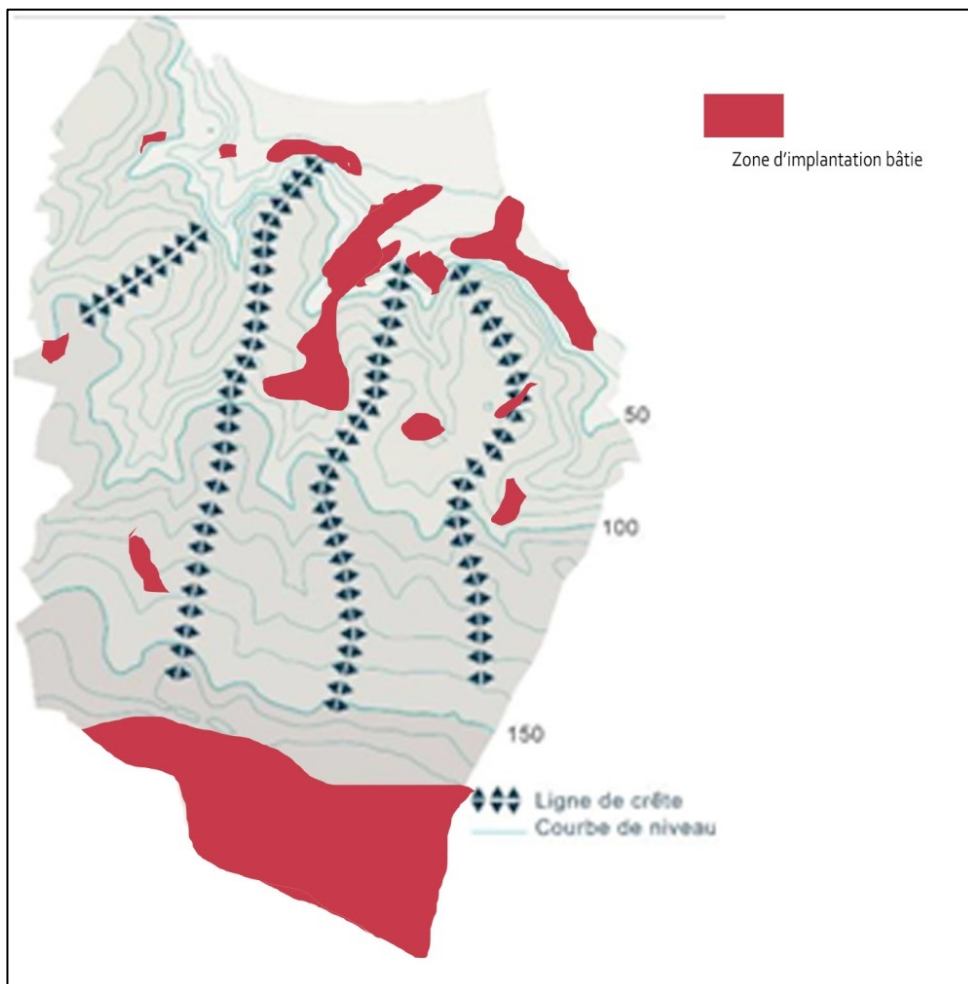 Zone d’implantation bâtie
50
100
150
Ligne de crête
Courbe de niveau